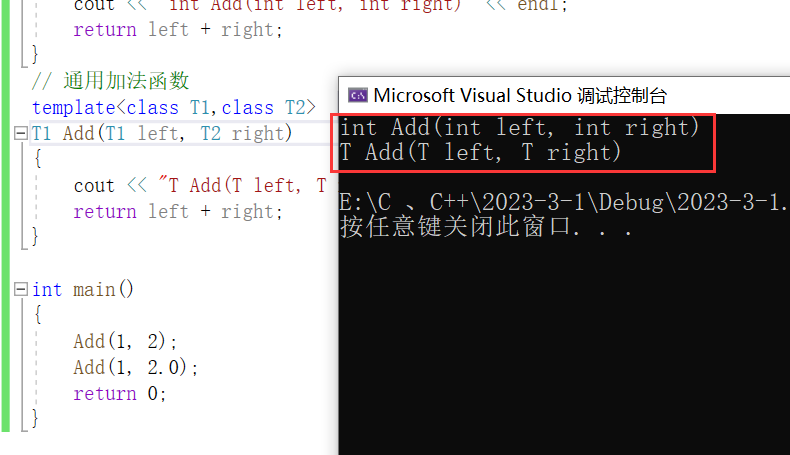 cout << "int Add(int left, int right)" << endl;
return left + right;
}
// 通用加法函数
template<class T1,class T2>
T1 Add(T1 left, T2 right)
{
cout << "T Add(T left, T
return left + right;
}
int main()
{
Add(1, 2);
Add(1, 2.0);
return 0;
}
C:\
Microsoft Visual Studio 调试控制台
int Add(int left, int right)
T Add(T left, T right)
E:\C 、C++\2023-3-1\Debug\2023-3-1.
按任意键关闭此窗口. . .